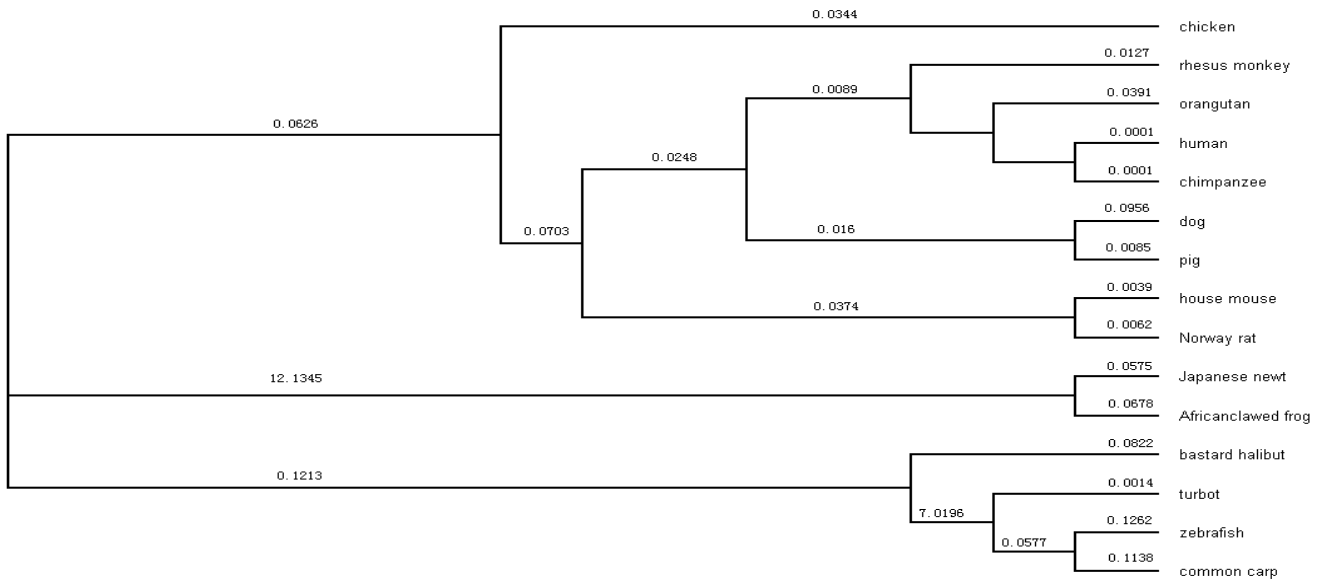 0.0344
chicken
0.0127
rhesus monkey
0.0089
0.0391
orangutan
0.0626
0.0001
human
0.0248
0.0001
chimpanzee
0.0956
dog
0.0703
0.016
0.0085
pig
0.0039
house mouse
0.0374
0.0062
Norway rat
0.0575
Japanese newt
12.1345
0.0678
Africanclawed frog
0.0822
bastard halibut
0.1213
0.0014
turbot
7.0196
0.1262
zebrafish
0.0577
0.1138
common carp